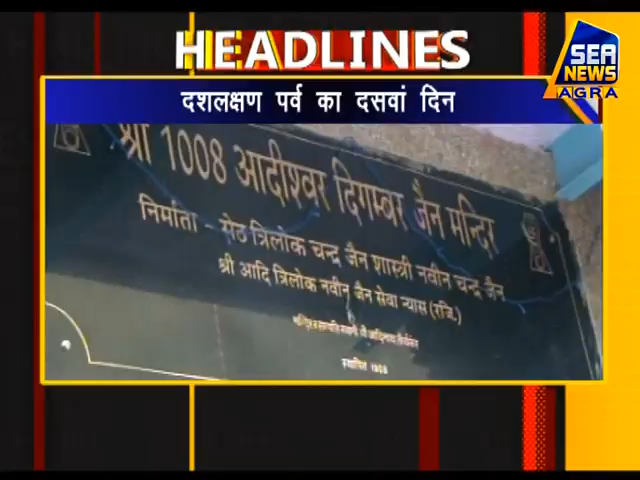 HEADLINES
SEA NEWS AGRA
दशलक्षण पर्व का दसवां दिन
श्री 1008 आदीश्वर दिगम्बर जैन मन्दिर
निर्माता - सेठ त्रिलोक चन्द्र जैन शास्त्री नवीन चन्द्र जैन
श्री आदि त्रिलोक नवीन जैन सेवा न्यास (रजि.)
स्थापित